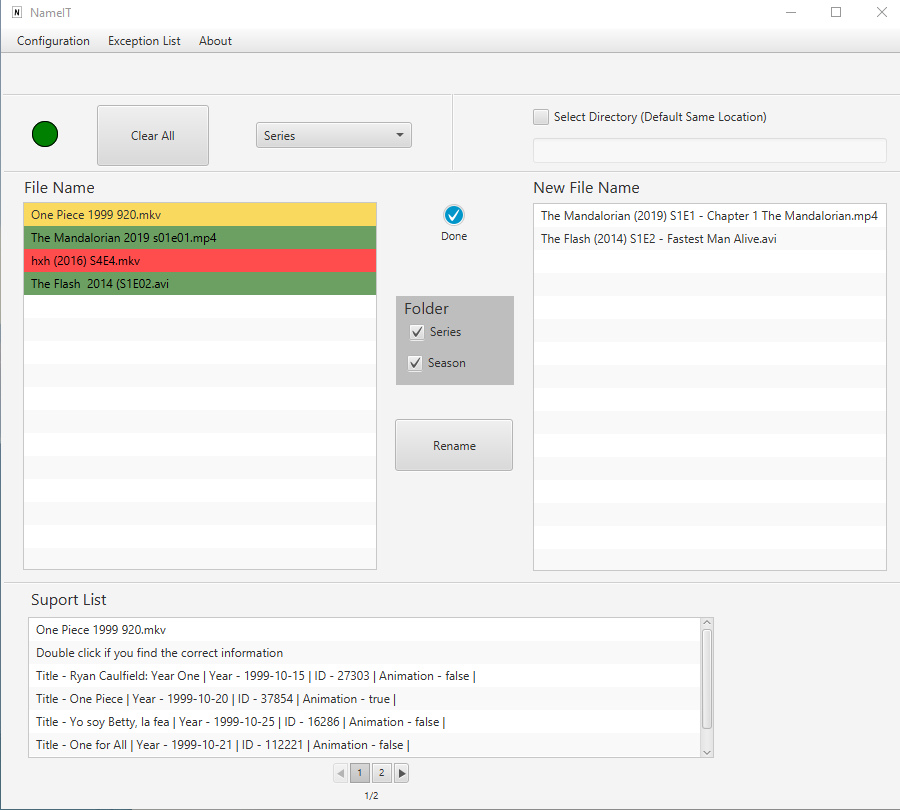 N NameIT
Configuration Exception List About
Clear All
Series
Select Directory (Default Same Location)
File Name
One Piece 1999 920.mkv
The Mandalorian 2019 s01e01.mp4
hxh (2016) S4E4.mkv
The Flash  2014 (S1E02.avi
Done
Folder
Series
Season
Rename
New File Name
The Mandalorian (2019) S1E1 - Chapter 1 The Mandalorian.mp4
The Flash (2014) S1E2 - Fastest Man Alive.avi
Suport List
One Piece 1999 920.mkv
Double click if you find the correct information
Title - Ryan Caulfield: Year One | Year - 1999-10-15 | ID - 27303 | Animation - false |
Title - One Piece | Year - 1999-10-20 | ID - 37854 | Animation - true |
Title - Yo soy Betty, la fea | Year - 1999-10-25 | ID - 16286 | Animation - false |
Title - One for All | Year - 1999-10-21 | ID - 112221 | Animation - false |
1 2
1/2